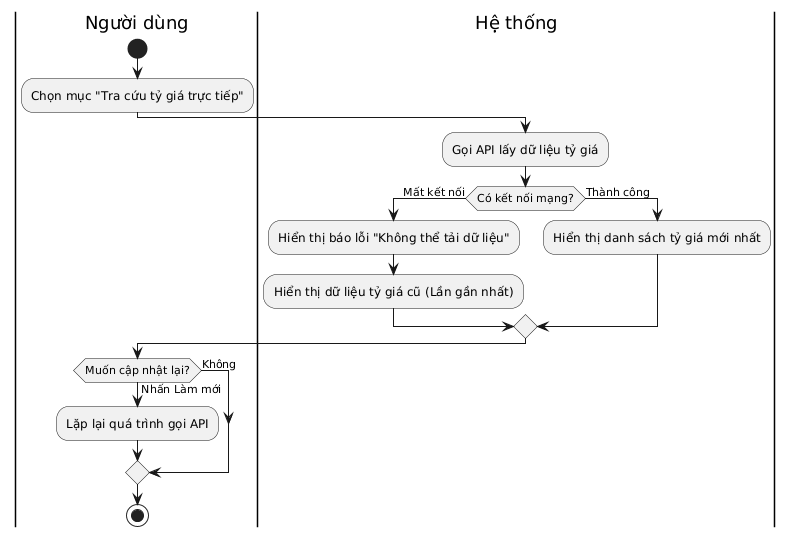 Người dùng
Hệ thống
Chọn mục "Tra cứu tỷ giá trực tiếp"
Gọi API lấy dữ liệu tỷ giá
Mất kết nối
Có kết nối mạng?
Thành công
Hiển thị báo lỗi "Không thể tải dữ liệu"
Hiển thị danh sách tỷ giá mới nhất
Hiển thị dữ liệu tỷ giá cũ (Lần gần nhất)
Muốn cập nhật lại?
Không
Nhấn Làm mới
Lặp lại quá trình gọi API